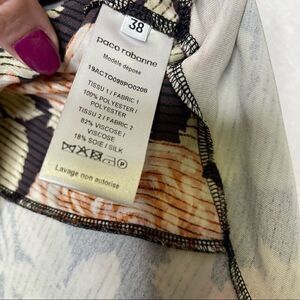 38
paco rabanne
Modèle déposé
19ACTO090PO0206
TISSU 1 / FABRIC 1
100% POLYESTER /
POLYESTER
TISSU 2 / FABRIC 2
82% VISCOSE /
VISCOSE
18% SOIE / SILK
P
Lavage non autorisé